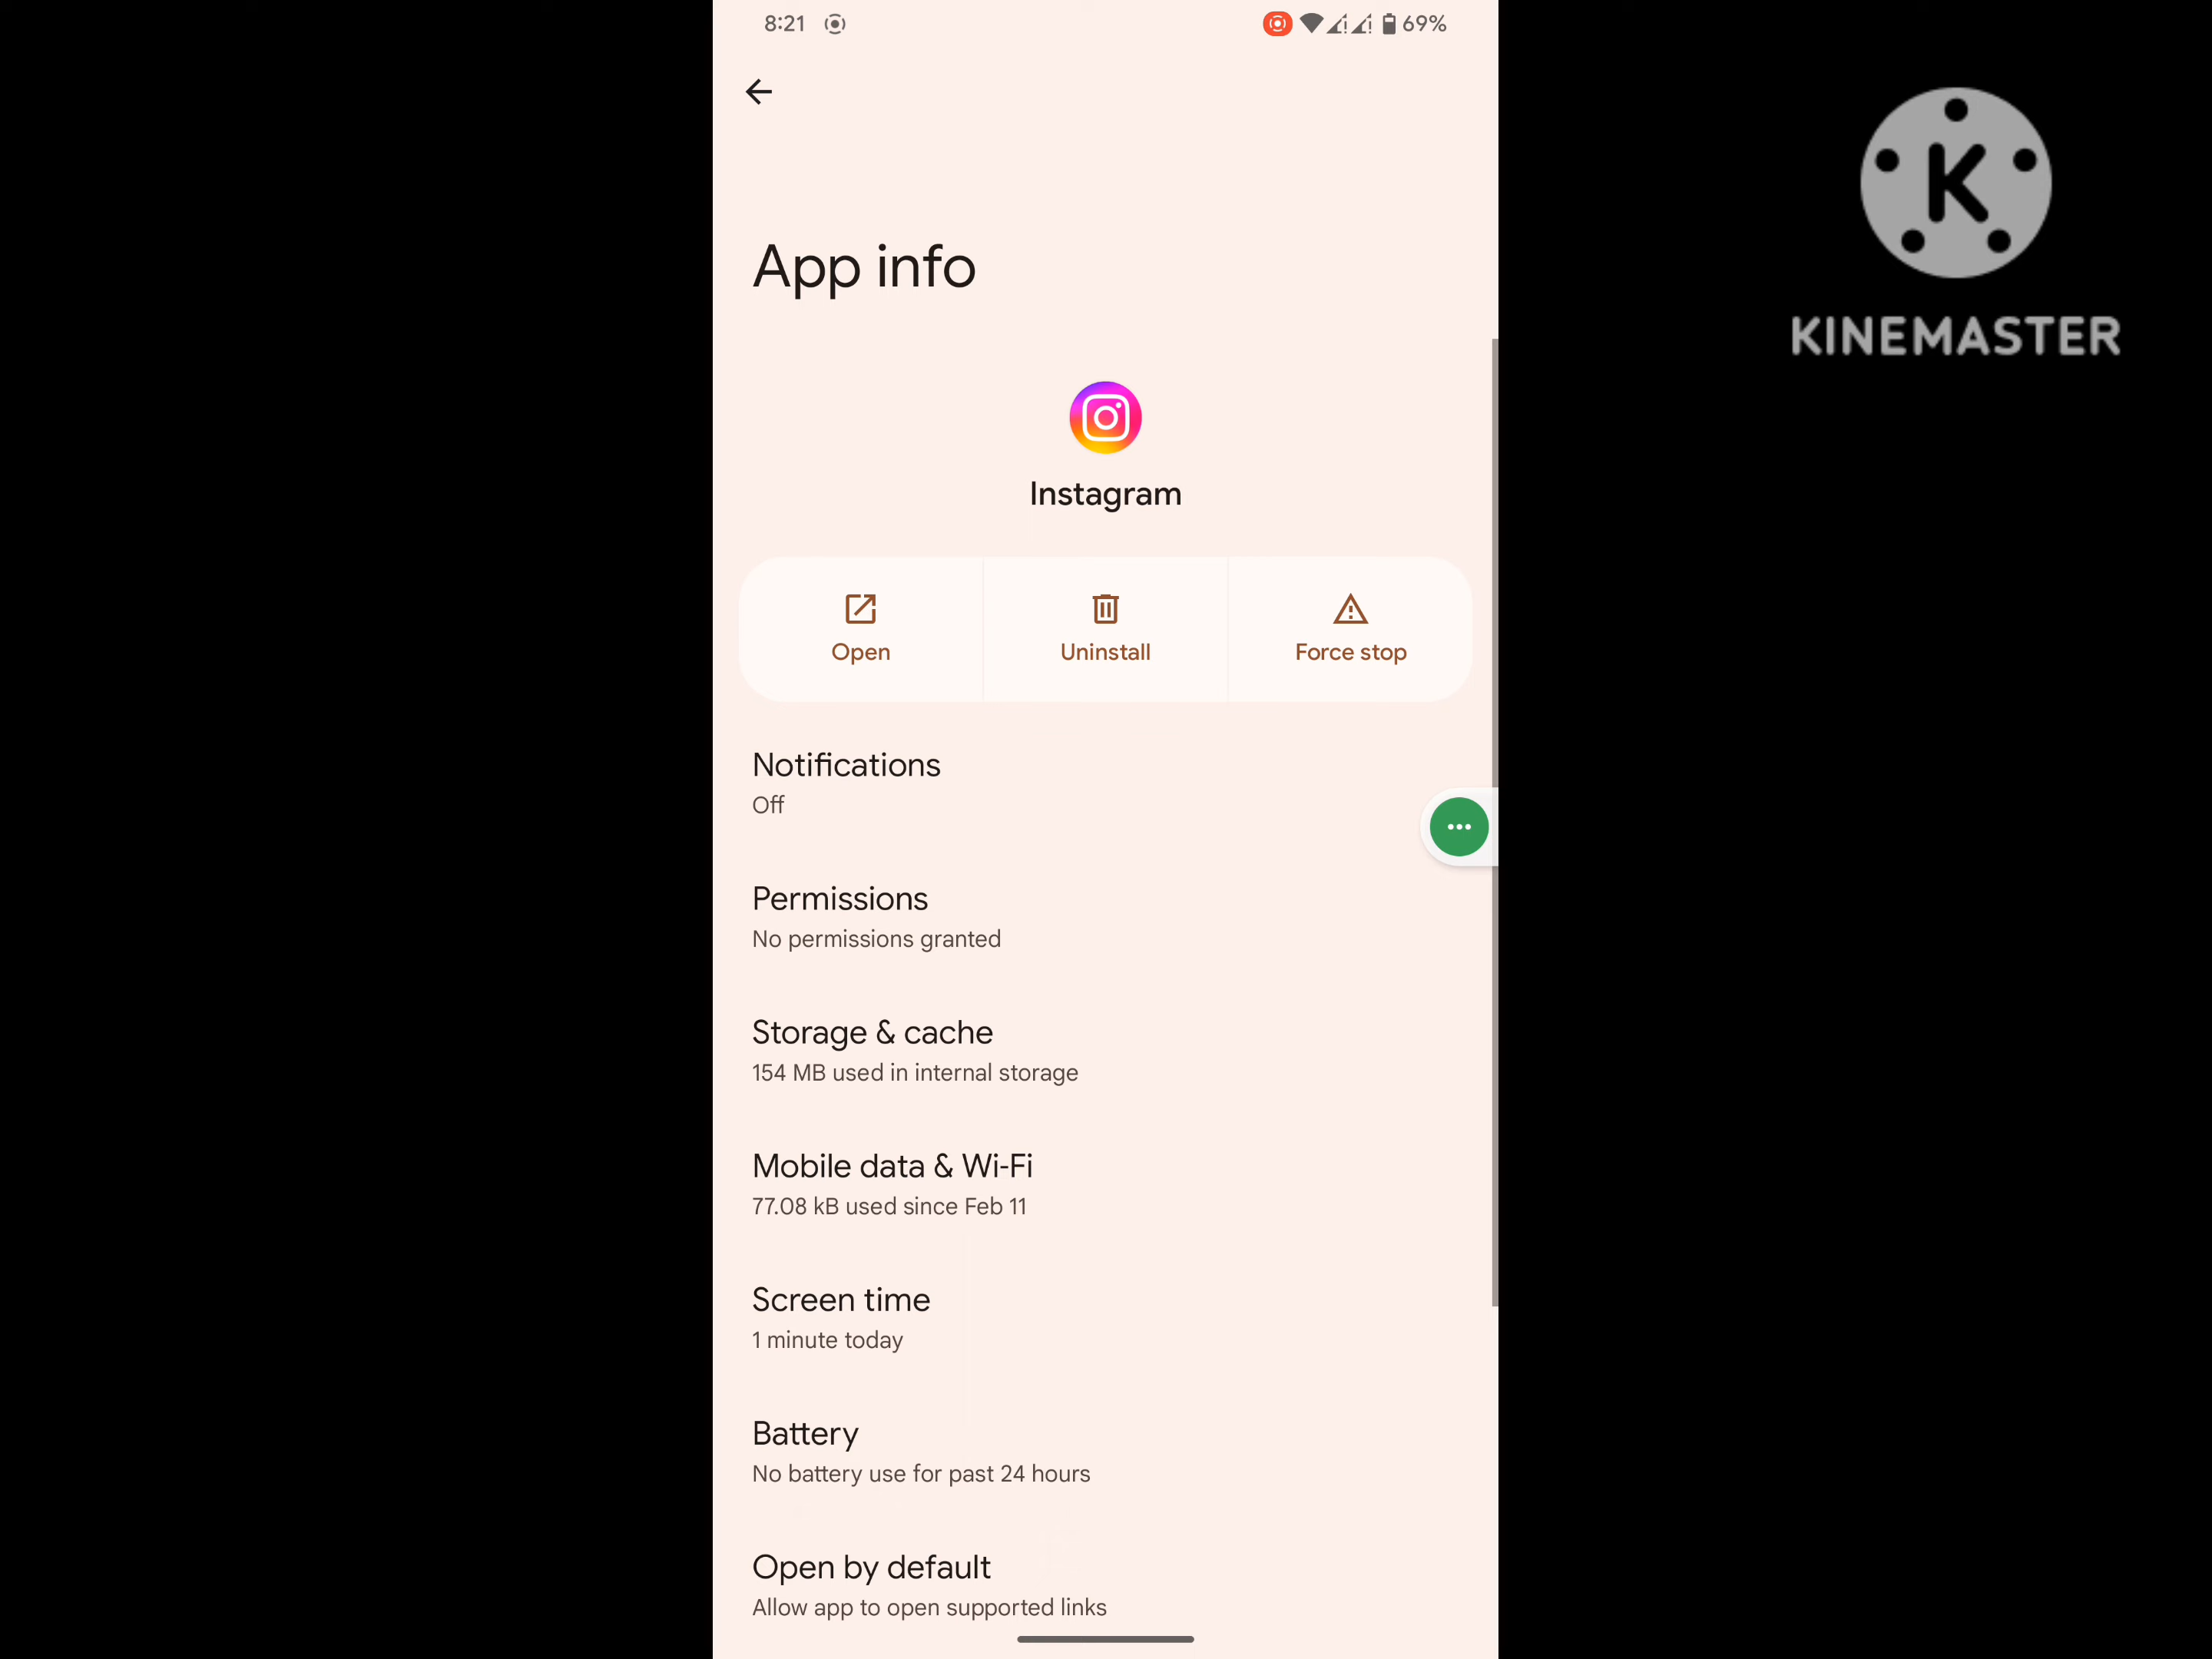 8:21
69%
KINEMASTER
App info
Instagram
Open
Uninstall
Force stop
Notifications
Off
Permissions
No permissions granted
Storage & cache
154 MB used in internal storage
Mobile data & Wi-Fi
77.08 kB used since Feb 11
Screen time
1 minute today
Battery
No battery use for past 24 hours
Open by default
Allow app to open supported links